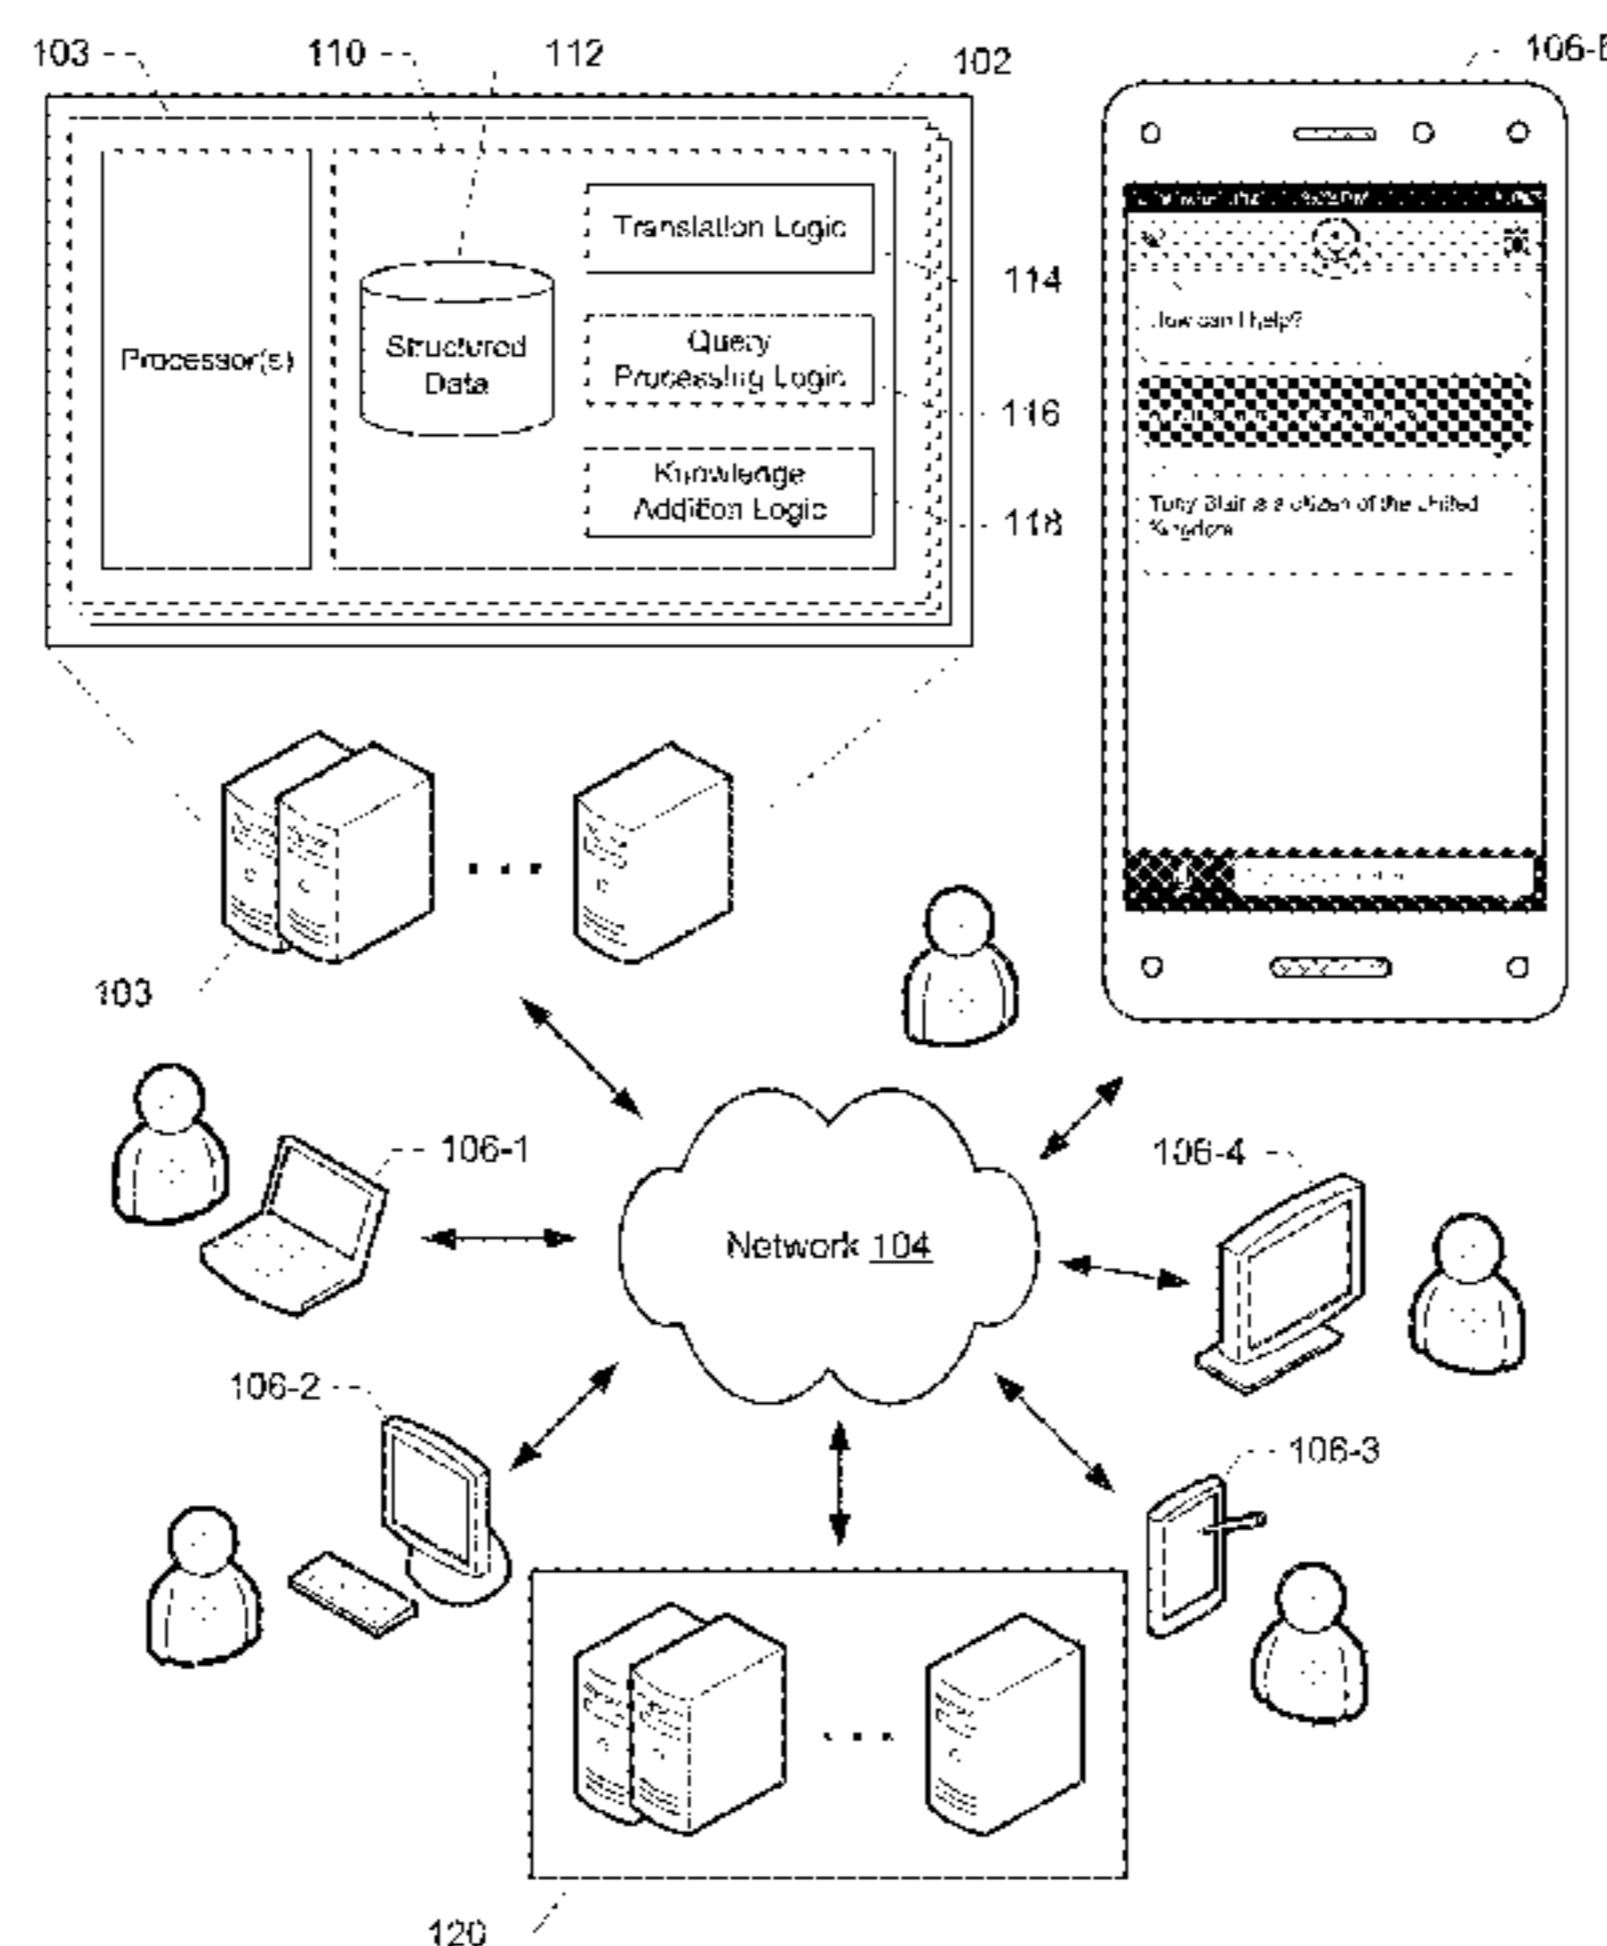 103
110
112
102
106-
Translation Logic
114
Processor(s)
Structured
Data
Query
Processing Logic
116
Knowledge
Addition Logic
118
How can I help?
Tony Blair is a citizen of the United
Kingdom
103
106-1
106-4
Network 104
106-2
106-3
120